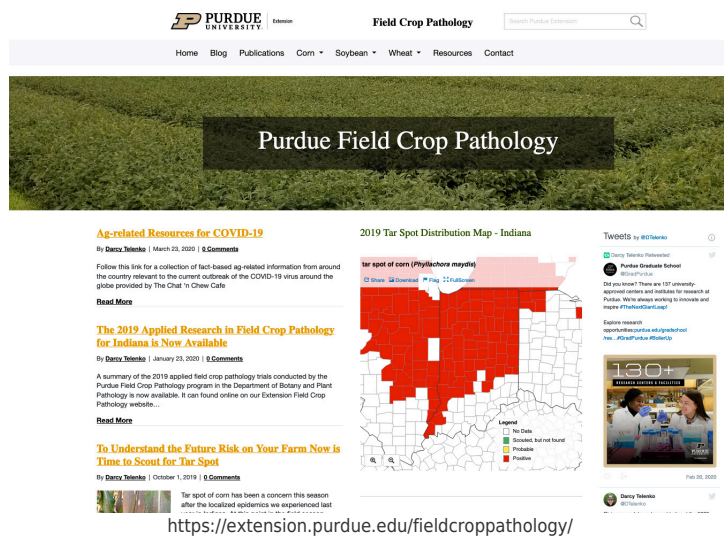 PURDUE UNIVERSITY Extension
Field Crop Pathology
Search Purdue Extension
Home Blog Publications Corn Soybean Wheat Resources Contact
Purdue Field Crop Pathology
Ag-related Resources for COVID-19
By Darcy Telenko | March 23, 2020 | 0 Comments
Follow this link for a collection of fact-based ag-related information from around
the country relevant to the current outbreak of the COVID-19 virus around the
globe provided by The Chat 'n Chew Cafe
Read More
The 2019 Applied Research in Field Crop Pathology
for Indiana is Now Available
By Darcy Telenko | January 23, 2020 | 0 Comments
A summary of the 2019 applied field crop pathology trials conducted by the
Purdue Field Crop Pathology program in the Department of Botany and Plant
Pathology is now available. It can found online on our Extension Field Crop
Pathology website…
Read More
To Understand the Future Risk on Your Farm Now is
Time to Scout for Tar Spot
By Darcy Telenko | October 1, 2019 | 0 Comments
Tar spot of corn has been a concern this season
after the localized epidemics we experienced last
2019 Tar Spot Distribution Map - Indiana
tar spot of corn (Phyllachora maydis)
Share Download Flag FullScreen
Legend
No Data
Scouted, but not found
Probable
Positive
Tweets by @DTelenko
Darcy Telenko Retweeted
Purdue Graduate School
@GradPurdue
Did you know? There are 137 university-
approved centers and institutes for research at
Purdue. We're always working to innovate and
inspire #TheNextGiantLeap!
Explore research
opportunities:purdue.edu/gradschool
/res… #GradPurdue #BoilerUp
130+
RESEARCH CENTERS & FACILITIES
PURDUE
Feb 20, 2020
Darcy Telenko
@DTelenko
https://extension.purdue.edu/fieldcroppathology/